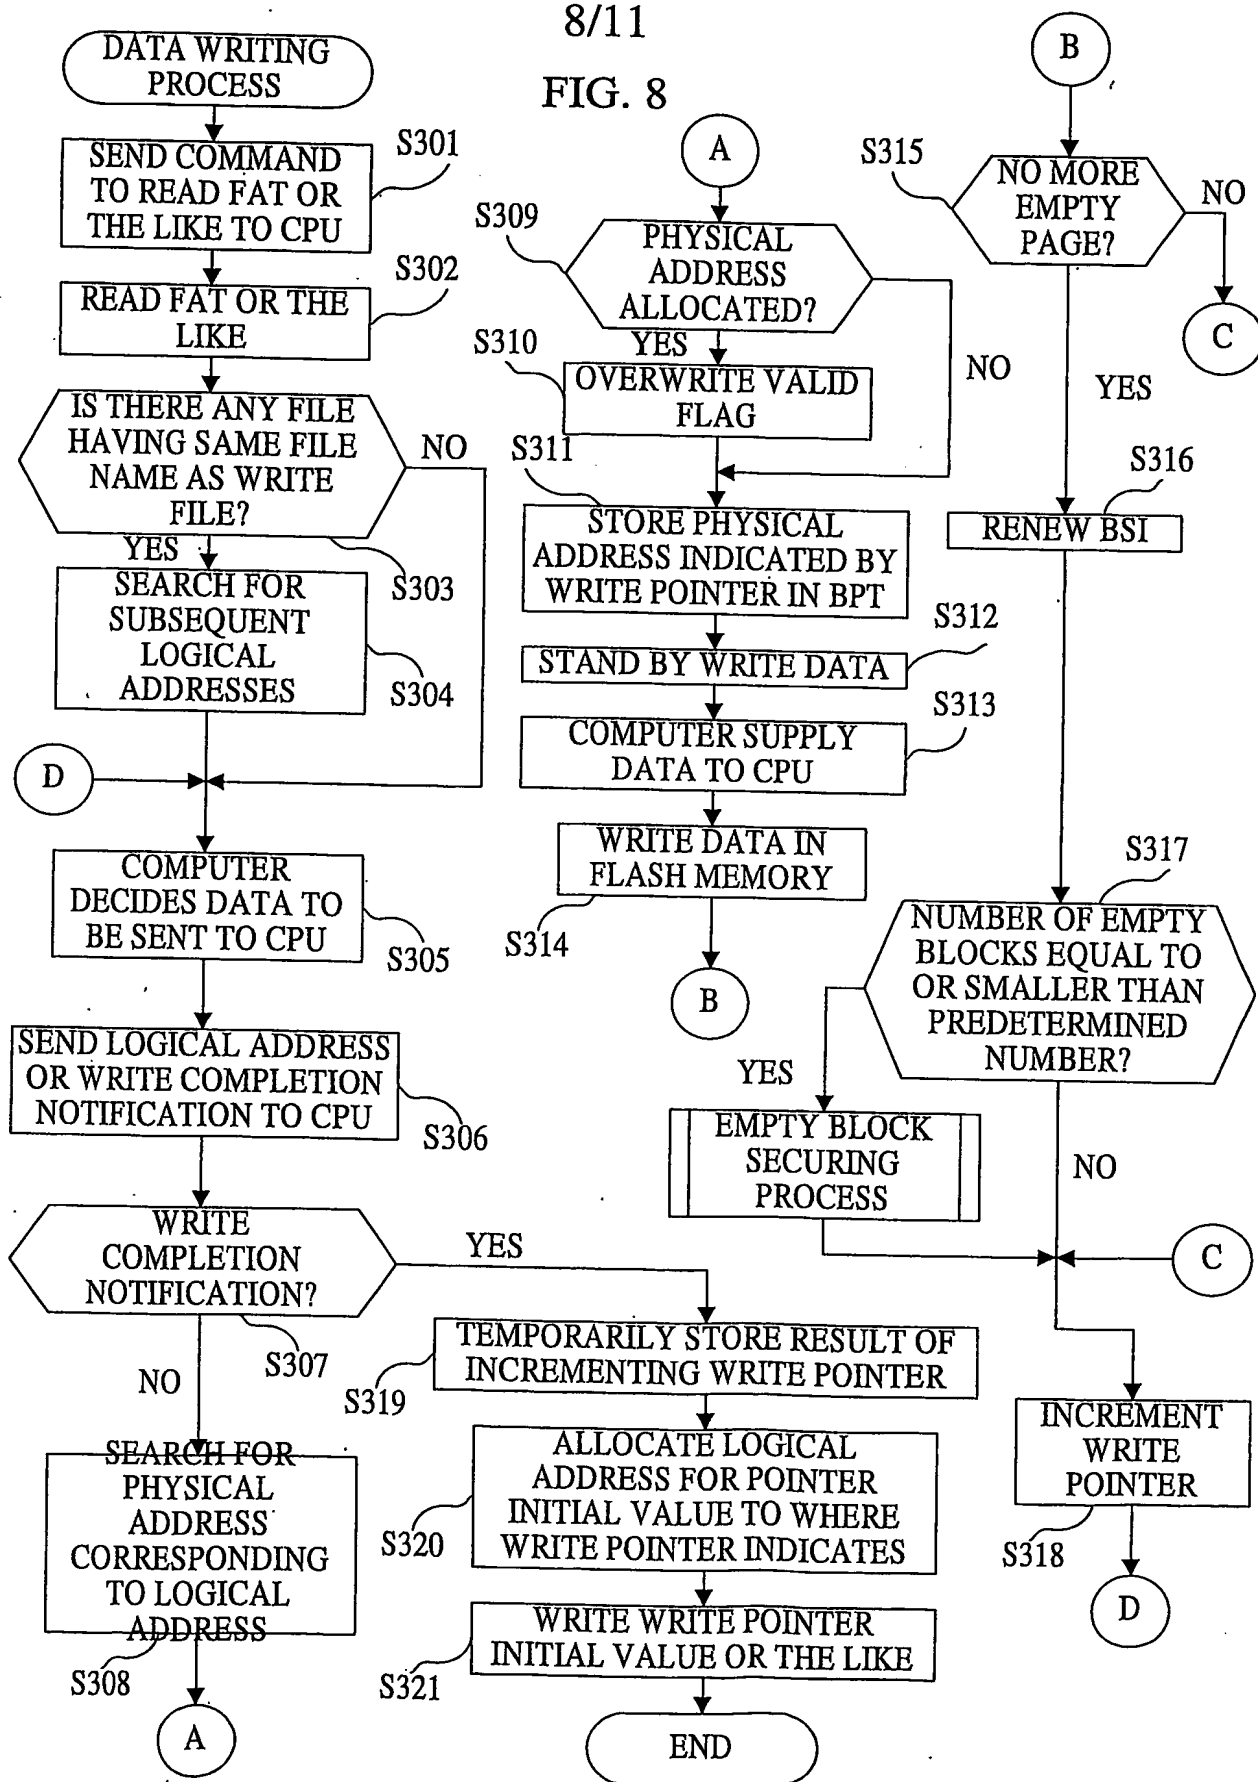 8/11
FIG. 8
DATA WRITING
PROCESS
SEND COMMAND
TO READ FAT OR
THE LIKE TO CPU
S301
READ FAT OR THE
LIKE
S302
IS THERE ANY FILE
HAVING SAME FILE
NAME AS WRITE
FILE?
NO
YES
S303
SEARCH FOR
SUBSEQUENT
LOGICAL
ADDRESSES
S304
D
COMPUTER
DECIDES DATA TO
BE SENT TO CPU
S305
SEND LOGICAL ADDRESS
OR WRITE COMPLETION
NOTIFICATION TO CPU
S306
WRITE
COMPLETION
NOTIFICATION?
YES
S307
NO
SEARCH FOR
PHYSICAL
ADDRESS
CORRESPONDING
TO LOGICAL
ADDRESS
S308
A
A
S309
PHYSICAL
ADDRESS
ALLOCATED?
S310
YES
NO
OVERWRITE VALID
FLAG
S311
STORE PHYSICAL
ADDRESS INDICATED BY
WRITE POINTER IN BPT
S312
STAND BY WRITE DATA
S313
COMPUTER SUPPLY
DATA TO CPU
WRITE DATA IN
FLASH MEMORY
S314
B
B
S315
NO MORE
EMPTY
PAGE?
NO
C
YES
S316
RENEW BSI
S317
NUMBER OF EMPTY
BLOCKS EQUAL TO
OR SMALLER THAN
PREDETERMINED
NUMBER?
YES
EMPTY BLOCK
SECURING
PROCESS
NO
C
INCREMENT
WRITE
POINTER
S318
D
TEMPORARILY STORE RESULT OF
INCREMENTING WRITE POINTER
S319
ALLOCATE LOGICAL
ADDRESS FOR POINTER
INITIAL VALUE TO WHERE
WRITE POINTER INDICATES
S320
WRITE WRITE POINTER
INITIAL VALUE OR THE LIKE
S321
END